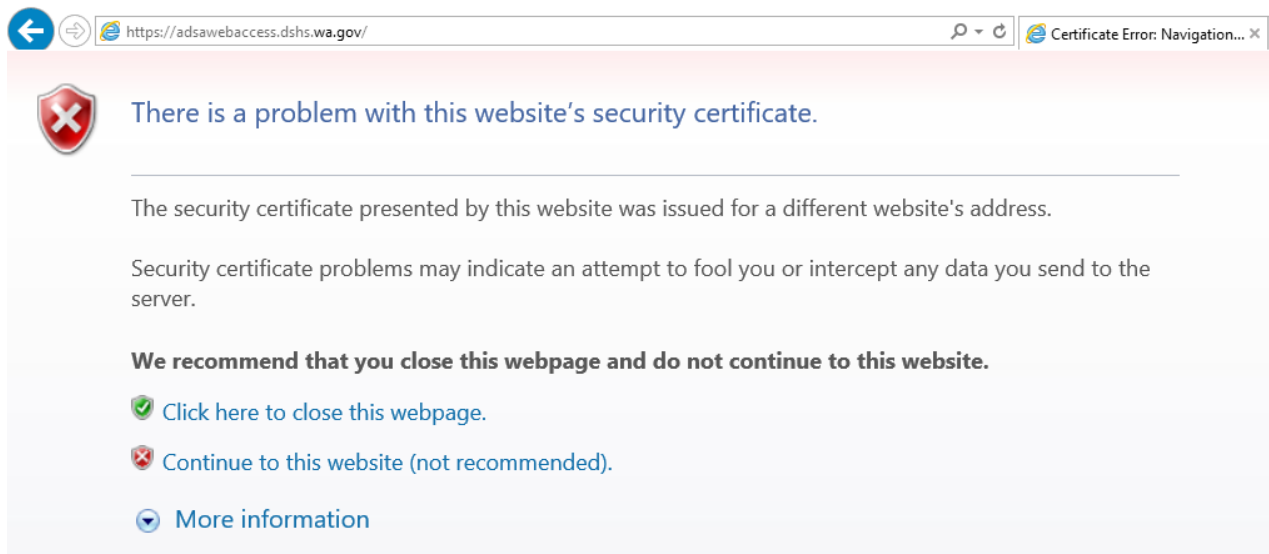 https://adsawebaccess.dshs.wa.gov/
Certificate Error: Navigation...
There is a problem with this website’s security certificate.
The security certificate presented by this website was issued for a different website's address.
Security certificate problems may indicate an attempt to fool you or intercept any data you send to the
server.
We recommend that you close this webpage and do not continue to this website.
Click here to close this webpage.
Continue to this website (not recommended).
More information